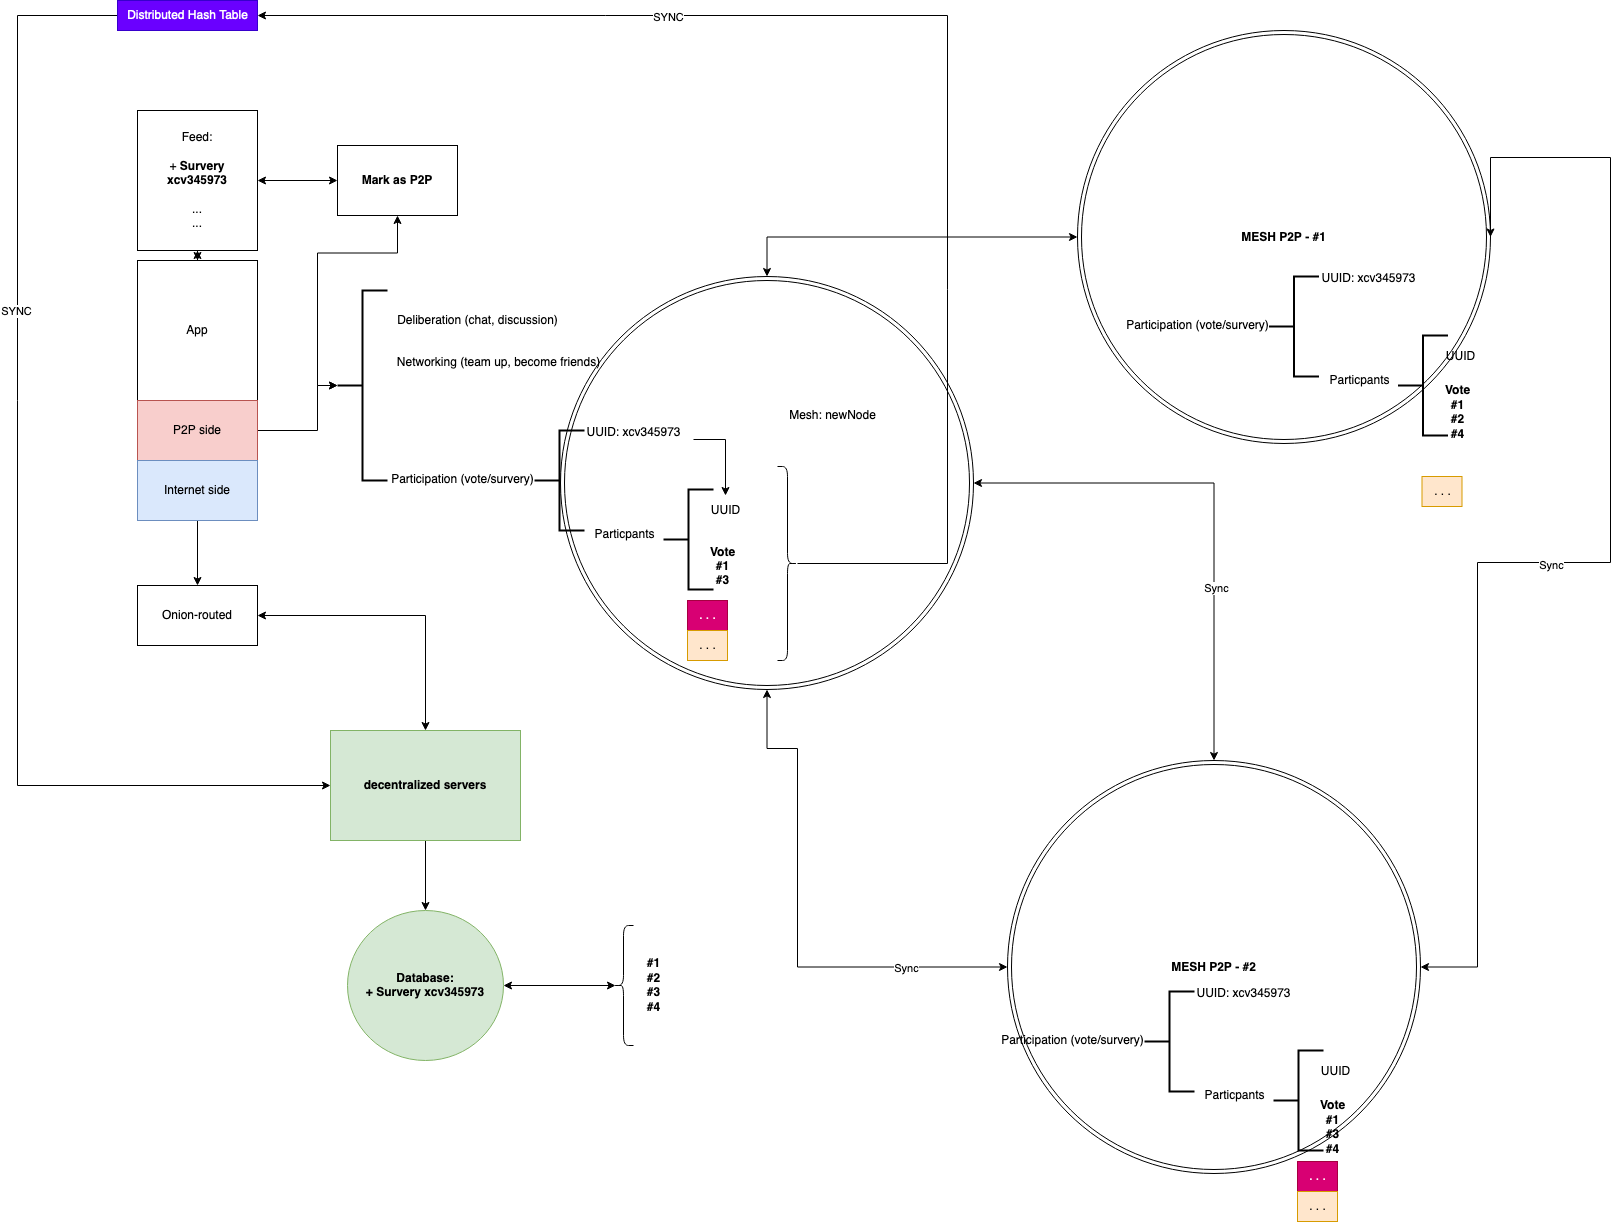 Distributed Hash Table
SYNC
Feed:
+ Survery
xcv345973
...
...
Mark as P2P
App
P2P side
Internet side
Onion-routed
SYNC
decentralized servers
Database:
+ Survery xcv345973
#1
#2
#3
#4
Deliberation (chat, discussion)
Networking (team up, become friends)
Participation (vote/survery)
Mesh: newNode
UUID: xcv345973
Particpants
UUID
Vote
#1
#3
. . .
. . .
MESH P2P - #1
UUID: xcv345973
Participation (vote/survery)
Particpants
UUID
Vote
#1
#2
#4
. . .
Sync
Sync
Sync
MESH P2P - #2
UUID: xcv345973
Participation (vote/survery)
Particpants
UUID
Vote
#1
#3
#4
. . .
. . .